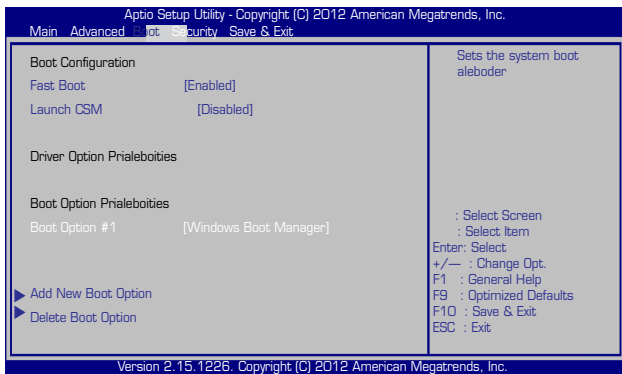 Aptio Setup Utility - Copyright (C) 2012 American Megatrends, Inc.
Main Advanced Boot Security Save & Exit
Boot Configuration
Fast Boot [Enabled]
Launch CSM [Disabled]
Driver Option Prialeboities
Boot Option Prialeboities
Boot Option #1 [Windows Boot Manager]
Add New Boot Option
Delete Boot Option
Sets the system boot
aleboder
: Select Screen
: Select Item
Enter: Select
+/— : Change Opt.
F1 : General Help
F9 : Optimized Defaults
F10 : Save & Exit
ESC : Exit
Version 2.15.1226. Copyright (C) 2012 American Megatrends, Inc.